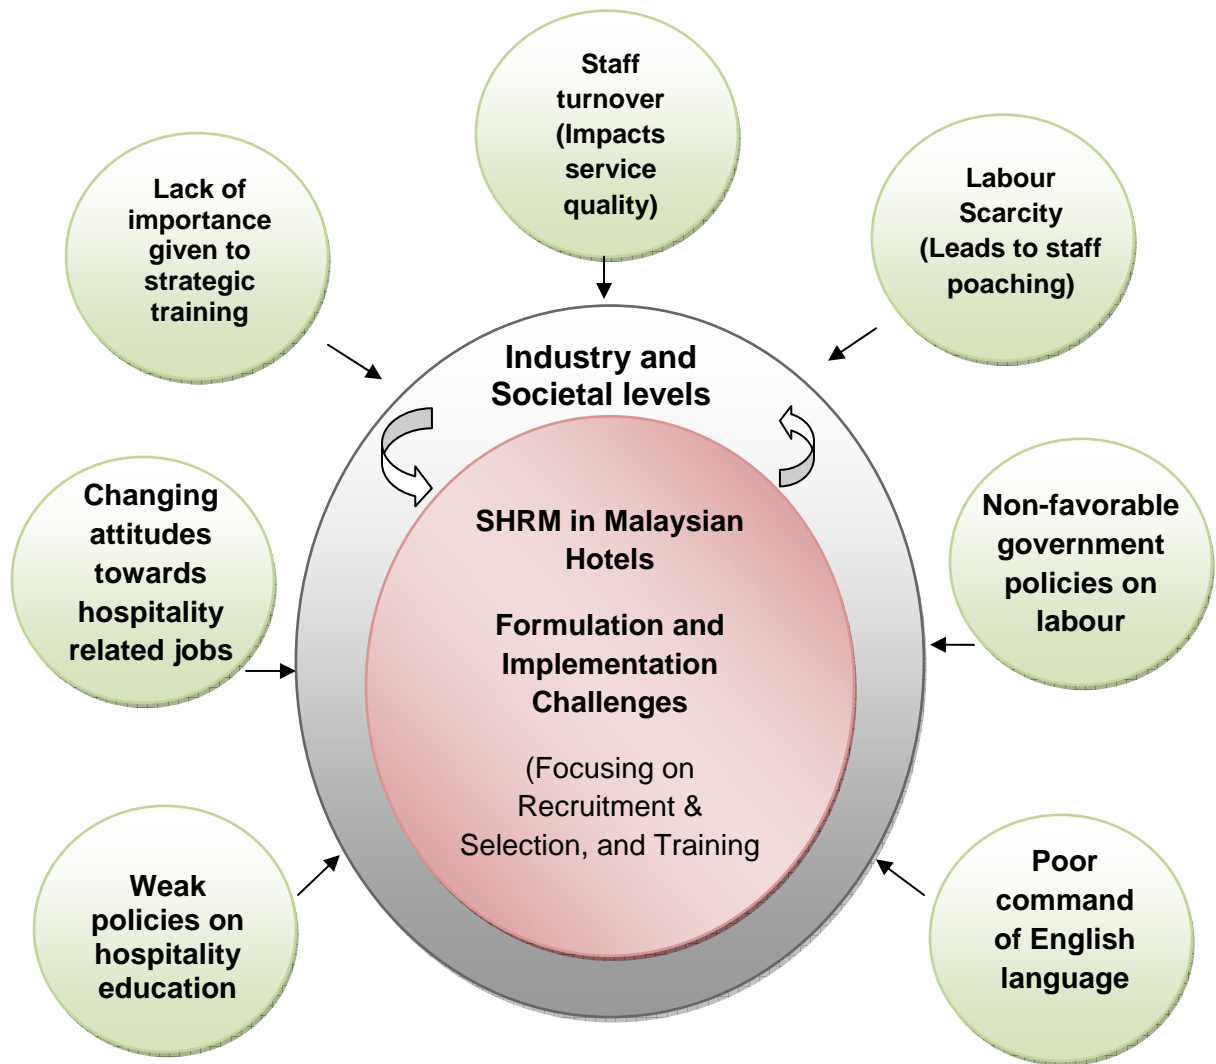 Staff
turnover
(Impacts
service
quality)
Lack of
importance
given to
strategic
training
Labour
Scarcity
(Leads to staff
poaching)
Industry and
Societal levels
Changing
attitudes
towards
hospitality
related jobs
SHRM in Malaysian
Hotels
Formulation and
Implementation
Challenges
(Focusing on
Recruitment &
Selection, and Training
Non-favorable
government
policies on
labour
Weak
policies on
hospitality
education
Poor
command
of English
language